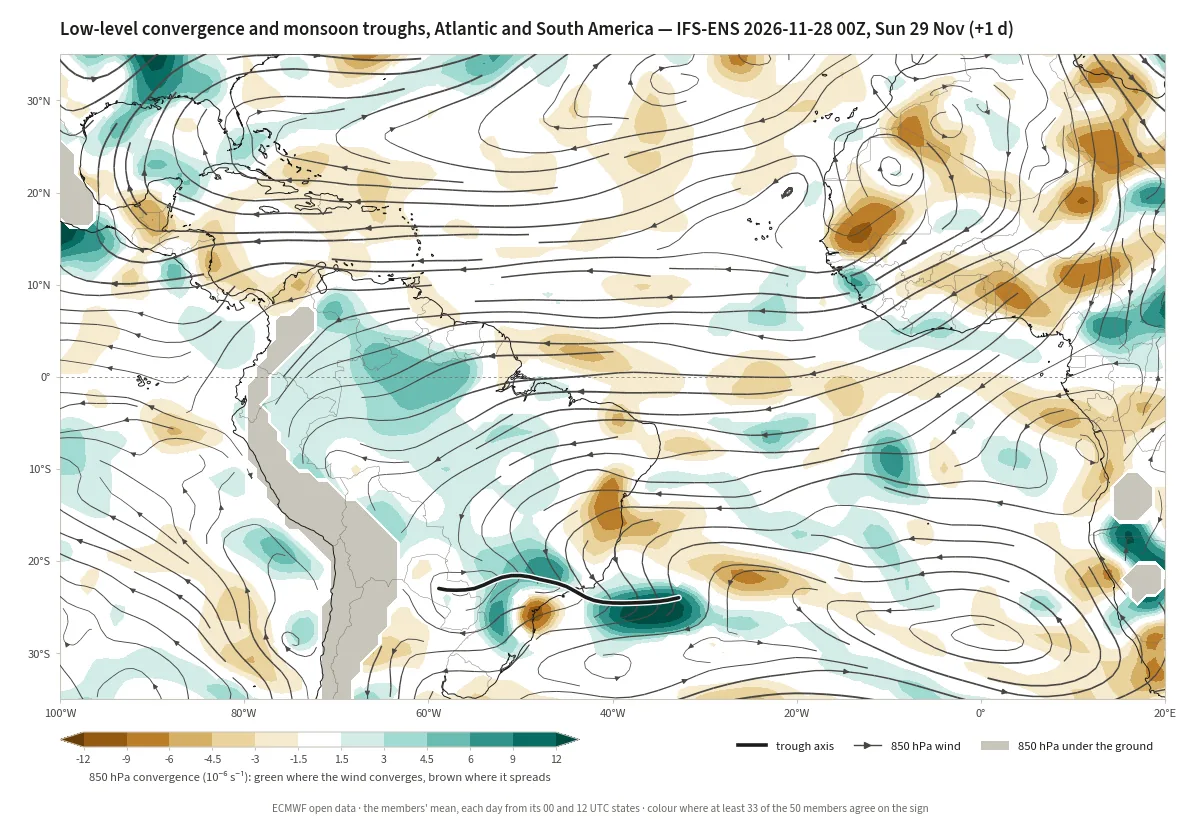 Low-level convergence and monsoon troughs, Atlantic and South America — IFS-ENS 2026-11-28 00Z, Sun 29 Nov (+1 d)
30°N
20°N
10°N
0°
10°S
20°S
30°S
100°W 80°W 60°W 40°W 20°W 0° 20°E
-12 -9 -6 -4.5 -3 -1.5 1.5 3 4.5 6 9 12
850 hPa convergence (10⁻⁶ s⁻¹): green where the wind converges, brown where it spreads
trough axis 850 hPa wind 850 hPa under the ground
ECMWF open data · the members' mean, each day from its 00 and 12 UTC states · colour where at least 33 of the 50 members agree on the sign